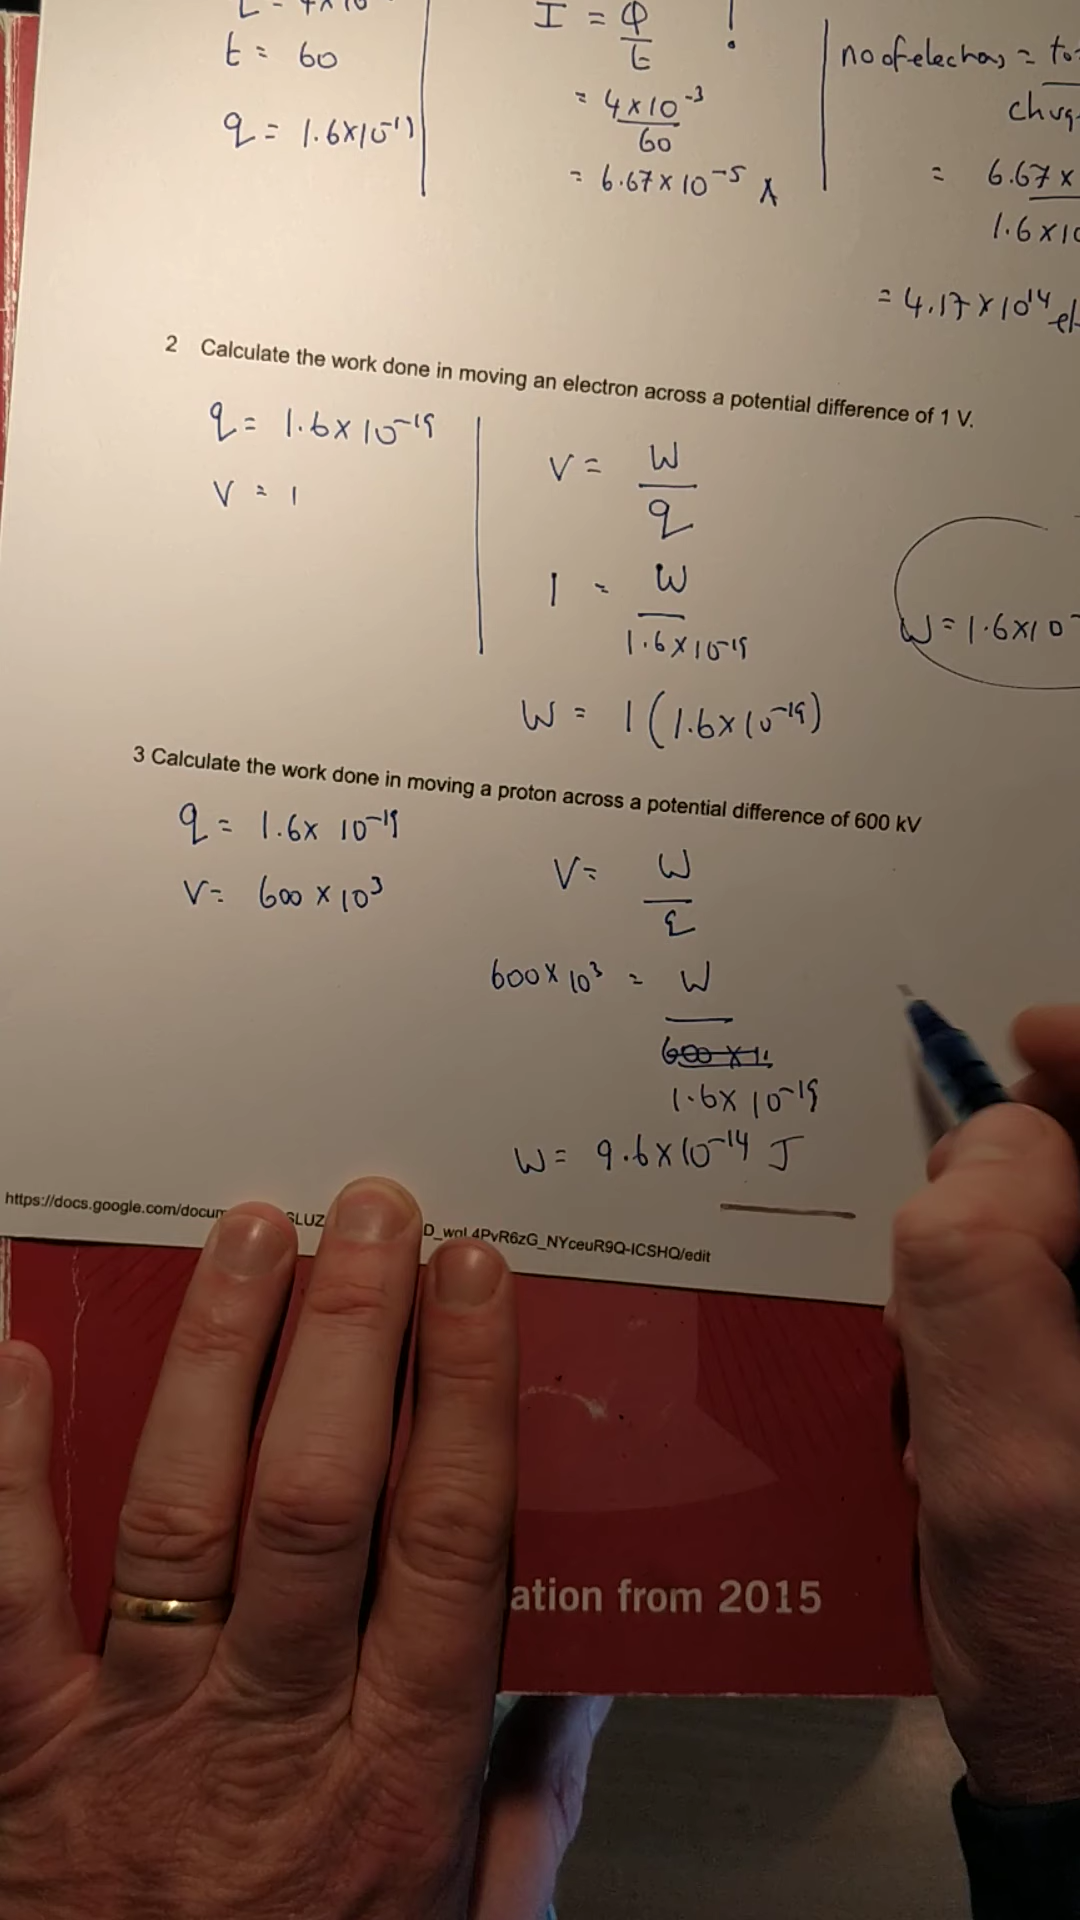 t = 60
q = 1.6×10⁻¹⁹
I = Q
t
= 4×10⁻³
60
= 6.67×10⁻⁵ A
!
no of electrons =
= 6.67×
1.6×10
= 4.17×10¹⁴
2 Calculate the work done in moving an electron across a potential difference of 1 V.
q = 1.6×10⁻¹⁹
V = 1
V = W
q
1 = W
1.6×10⁻¹⁹
W = 1(1.6×10⁻¹⁹)
W = 1.6×10⁻
3 Calculate the work done in moving a proton across a potential difference of 600 kV
q = 1.6× 10⁻¹⁹
V= 600 × 10³
V= W
q
600× 10³ = W
1.6× 10⁻¹⁹
W= 9.6×10⁻¹⁴ J
https://docs.google.com/docum
D_wqL4PvR6zG_NYceuR9Q-ICSHQ/edit
ation from 2015